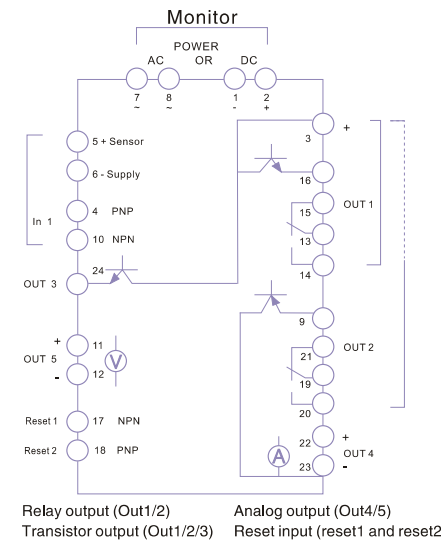 Monitor
POWER
AC OR DC
7 8 1 2
~ ~ - +
3 +
5 + Sensor
16
6 - Supply
15 OUT 1
4 PNP
In 1
13
10 NPN
14
24
OUT 3
9
+ 11
21 OUT 2
OUT 5 V
- 12
19
20
Reset 1 17 NPN
22 +
OUT 4
Reset 2 18 PNP A
23 -
Relay output (Out1/2) Analog output (Out4/5)
Transistor output (Out1/2/3) Reset input (reset1 and reset2